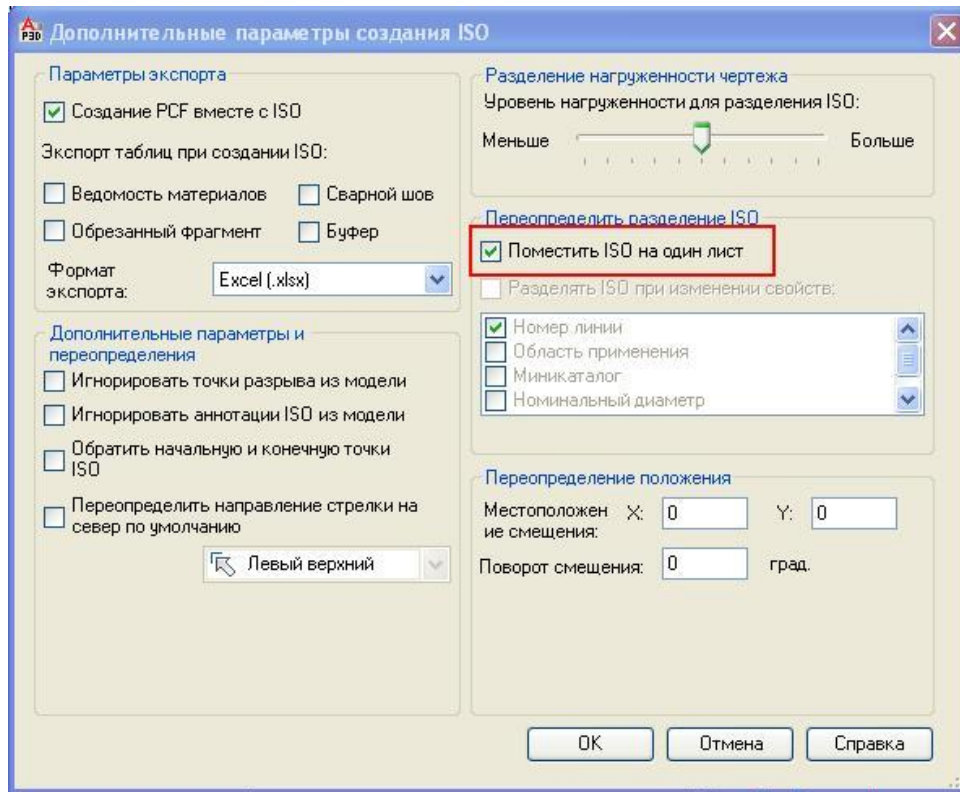 P3D Дополнительные параметры создания ISO
Параметры экспорта
Создание PCF вместе с ISO
Экспорт таблиц при создании ISO:
Ведомость материалов
Сварной шов
Обрезанный фрагмент
Буфер
Формат
экспорта:
Excel (.xlsx)
Дополнительные параметры и
переопределения
Игнорировать точки разрыва из модели
Игнорировать аннотации ISO из модели
Обратить начальную и конечную точки
ISO
Переопределить направление стрелки на
север по умолчанию
Левый верхний
Разделение нагруженности чертежа
Уровень нагруженности для разделения ISO:
Меньше
Больше
Переопределить разделение ISO
Поместить ISO на один лист
Разделять ISO при изменении свойств:
Номер линии
Область применения
Миникаталог
Номинальный диаметр
Переопределение положения
Местоположен
ие смещения:
X: 0 Y: 0
Поворот смещения: 0 град.
OK Отмена Справка